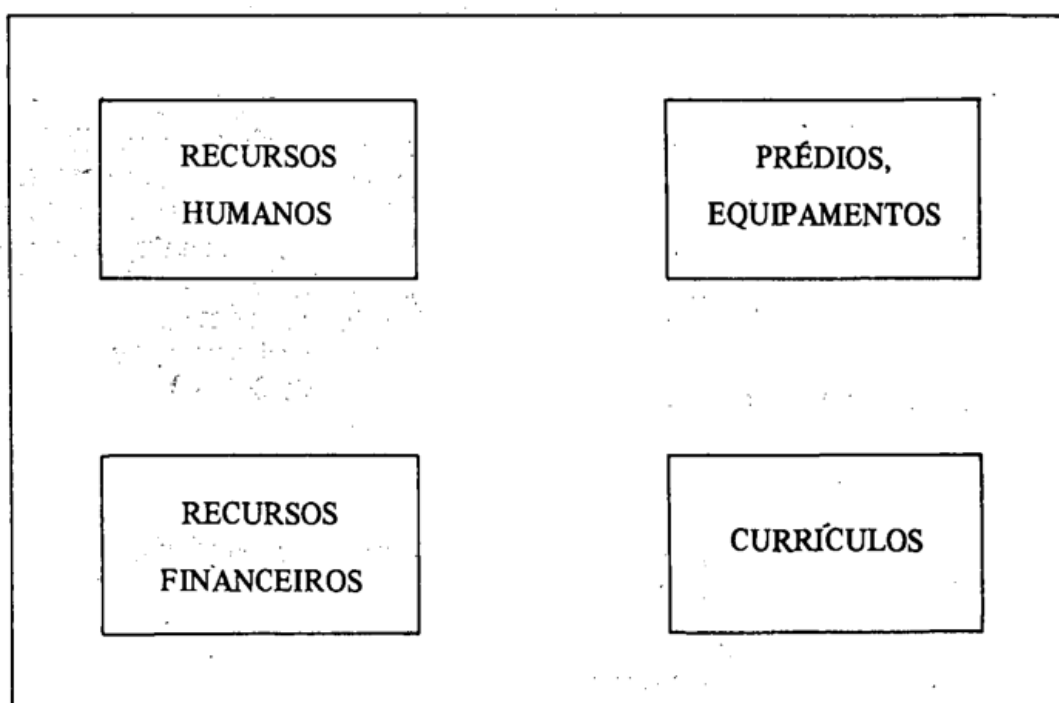 RECURSOS
HUMANOS
PRÉDIOS,
EQUIPAMENTOS
RECURSOS
FINANCEIROS
CURRÍCULOS